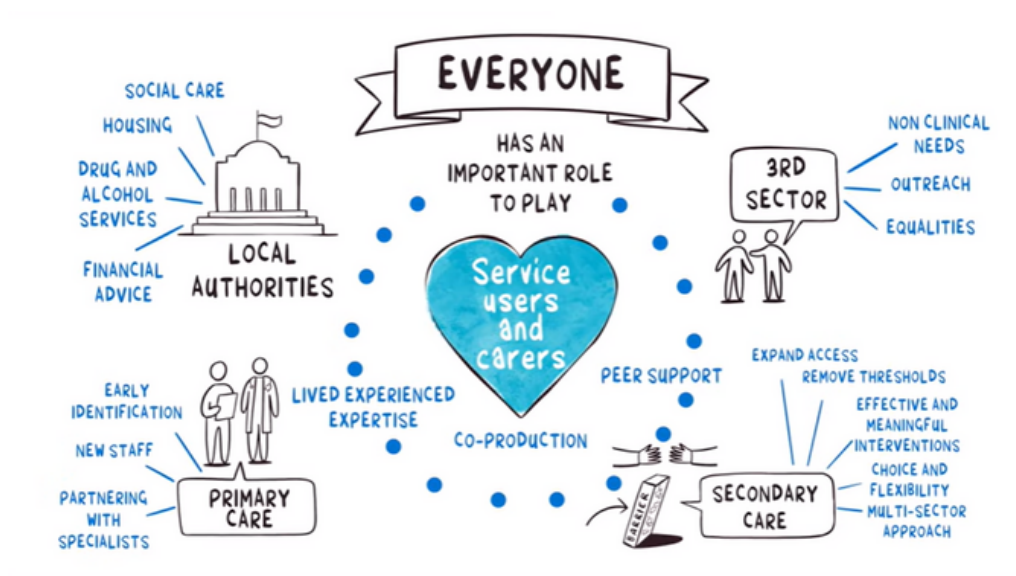 EVERYONE
HAS AN
IMPORTANT ROLE
TO PLAY
SOCIAL CARE
HOUSING
DRUG AND
ALCOHOL
SERVICES
FINANCIAL
ADVICE
LOCAL
AUTHORITIES
3RD
SECTOR
NON CLINICAL
NEEDS
OUTREACH
EQUALITIES
Service
users
and
carers
LIVED EXPERIENCED
EXPERTISE
CO-PRODUCTION
PEER SUPPORT
EARLY
IDENTIFICATION
NEW STAFF
PARTNERING
WITH
SPECIALISTS
PRIMARY
CARE
BARRIER
SECONDARY
CARE
EXPAND ACCESS
REMOVE THRESHOLDS
EFFECTIVE AND
MEANINGFUL
INTERVENTIONS
CHOICE AND
FLEXIBILITY
MULTI-SECTOR
APPROACH